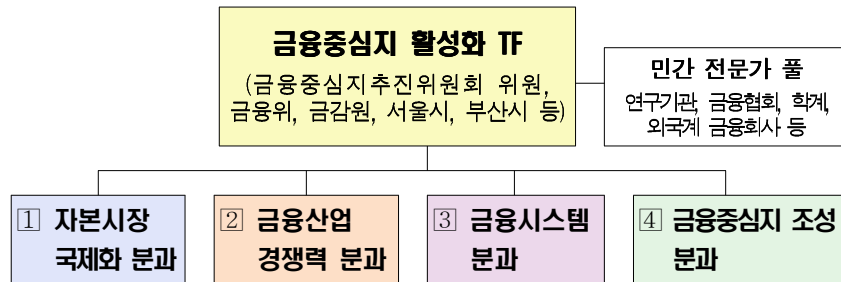 금융중심지 활성화 TF
(금융중심지추진위원회 위원,
금융위, 금감원, 서울시, 부산시 등)
민간 전문가 풀
연구기관, 금융협회, 학계,
외국계 금융회사 등
1 자본시장
국제화 분과
2 금융산업
경쟁력 분과
3 금융시스템
분과
4 금융중심지 조성
분과